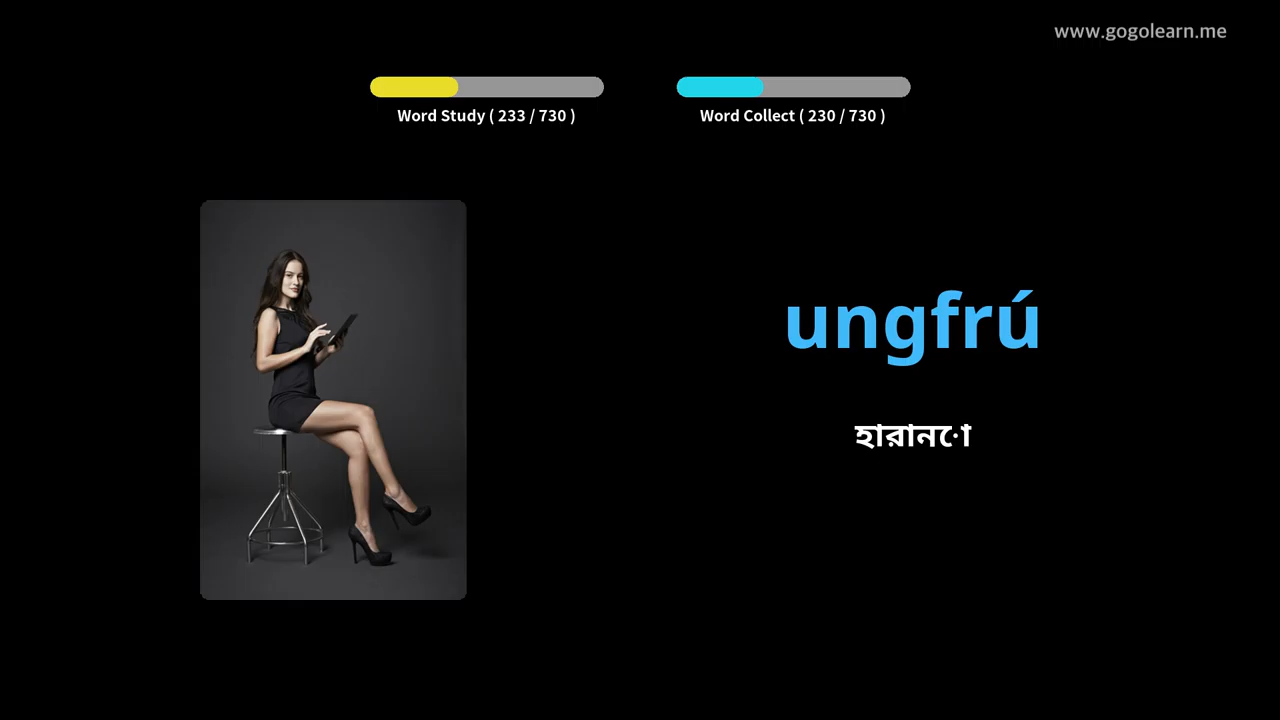 www.gogolearn.me
Word Study ( 233 / 730 )
Word Collect ( 230 / 730 )
ungfrú
হারানো